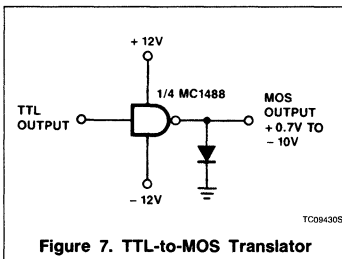 + 12V
1/4 MC1488
TTL
OUTPUT
MOS
OUTPUT
+ 0.7V TO
– 10V
– 12V
TC09430S
Figure 7. TTL-to-MOS Translator